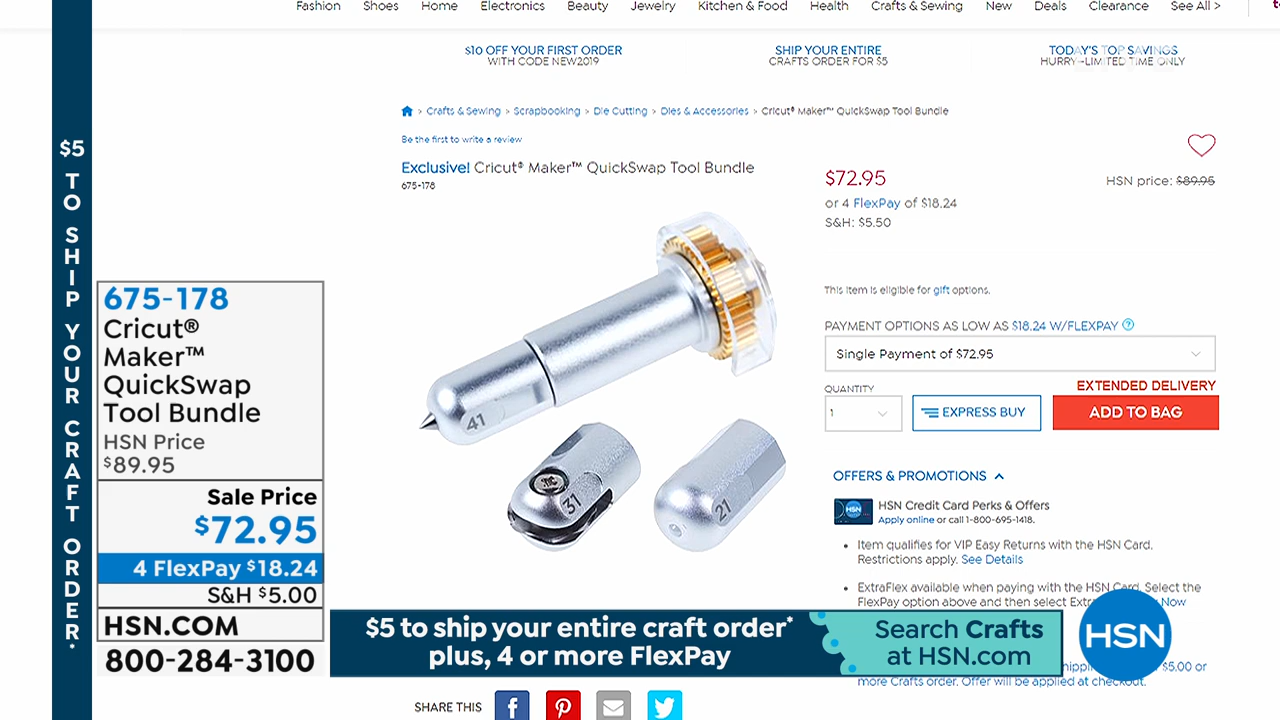 Fashion Shoes Home Electronics Beauty Jewelry Kitchen & Food Health Crafts & Sewing New Deals Clearance See All >
$10 OFF YOUR FIRST ORDER
WITH CODE NEW2019
SHIP YOUR ENTIRE
CRAFTS ORDER FOR $5
TODAY'S TOP SAVINGS
HURRY–LIMITED TIME ONLY
> Crafts & Sewing > Scrapbooking > Die Cutting > Dies & Accessories > Cricut® Maker™ QuickSwap Tool Bundle
Be the first to write a review
Exclusive! Cricut® Maker™ QuickSwap Tool Bundle
675-178
$72.95
HSN price: $89.95
or 4 FlexPay of $18.24
S&H: $5.50
This item is eligible for gift options.
PAYMENT OPTIONS AS LOW AS $18.24 W/FLEXPAY ?
Single Payment of $72.95
QUANTITY
EXTENDED DELIVERY
1
EXPRESS BUY
ADD TO BAG
OFFERS & PROMOTIONS
HSN
HSN Credit Card Perks & Offers
Apply online or call 1-800-695-1418.
• Item qualifies for VIP Easy Returns with the HSN Card.
Restrictions apply. See Details
• ExtraFlex available when paying with the HSN Card. Select the
FlexPay option above and then select Now
$5.00 or
more Crafts order. Offer will be applied at checkout.
41
31
21
$5 TO SHIP YOUR CRAFT ORDER.
675-178
Cricut®
Maker™
QuickSwap
Tool Bundle
HSN Price
$89.95
Sale Price
$72.95
4 FlexPay $18.24
S&H $5.00
HSN.COM
800-284-3100
$5 to ship your entire craft order*
plus, 4 or more FlexPay
Search Crafts
at HSN.com
HSN
SHARE THIS